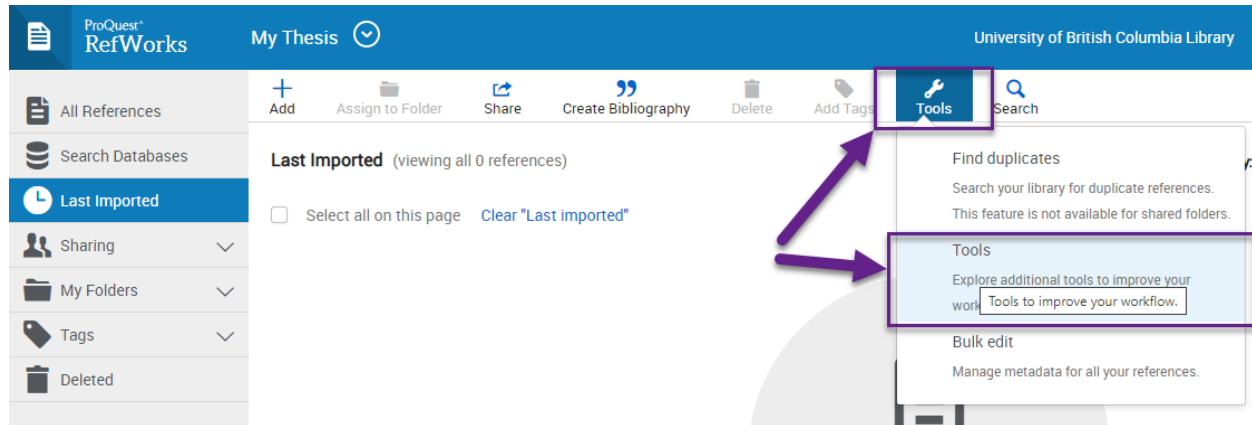 ProQuest
RefWorks
My Thesis
University of British Columbia Library
All References
Search Databases
Last Imported
Sharing
My Folders
Tags
Deleted
Add
Assign to Folder
Share
Create Bibliography
Delete
Add Tags
Tools
Search
Last Imported (viewing all 0 references)
Select all on this page Clear "Last imported"
Find duplicates
Search your library for duplicate references.
This feature is not available for shared folders.
Tools
Explore additional tools to improve your
Tools to improve your workflow.
Bulk edit
Manage metadata for all your references.